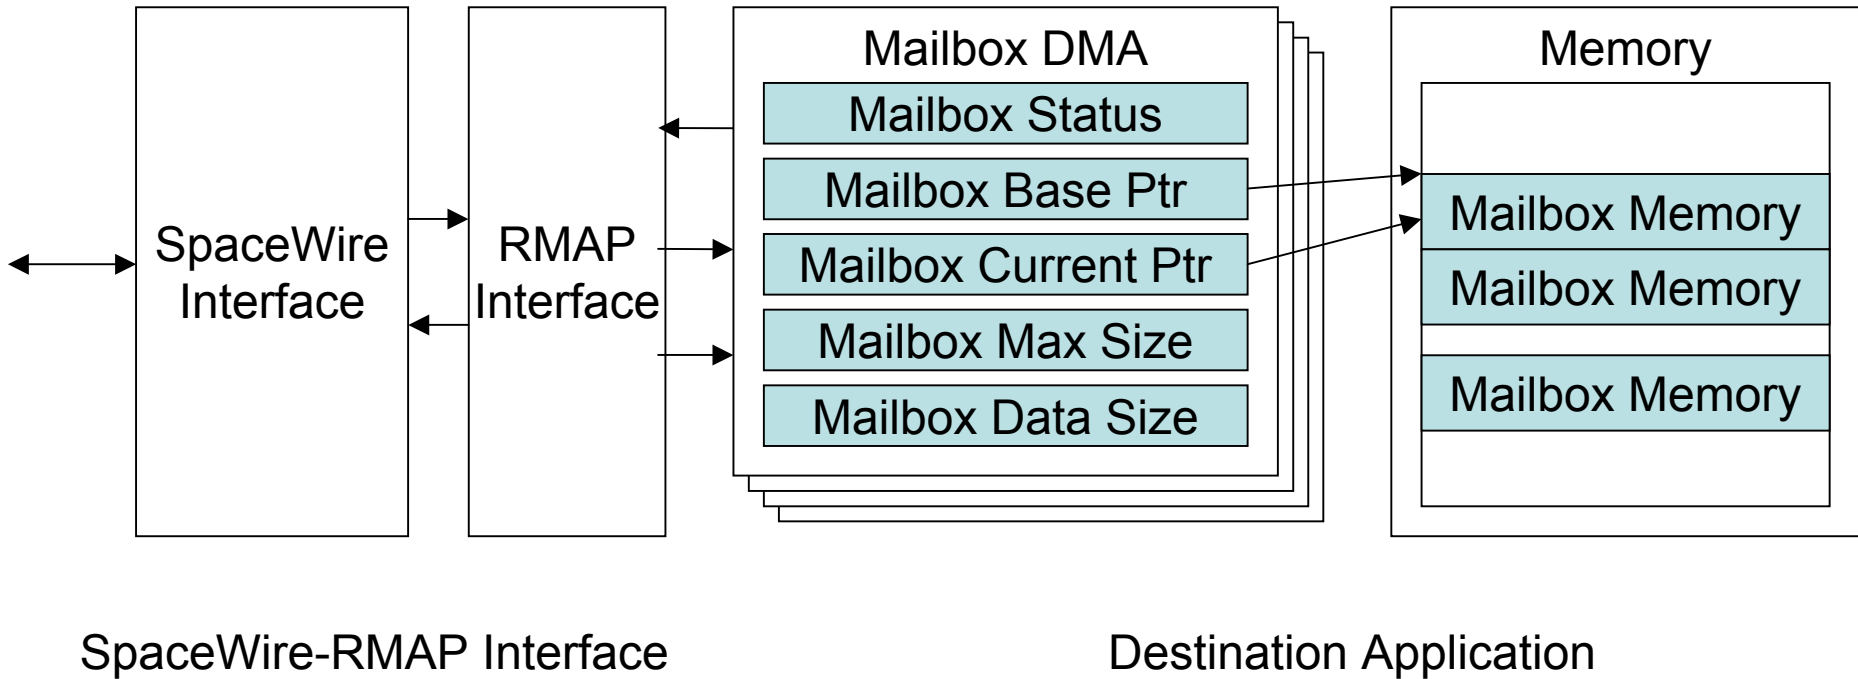 SpaceWire
Interface
RMAP
Interface
Mailbox DMA
Mailbox Status
Mailbox Base Ptr
Mailbox Current Ptr
Mailbox Max Size
Mailbox Data Size
Memory
Mailbox Memory
Mailbox Memory
Mailbox Memory
SpaceWire-RMAP Interface
Destination Application